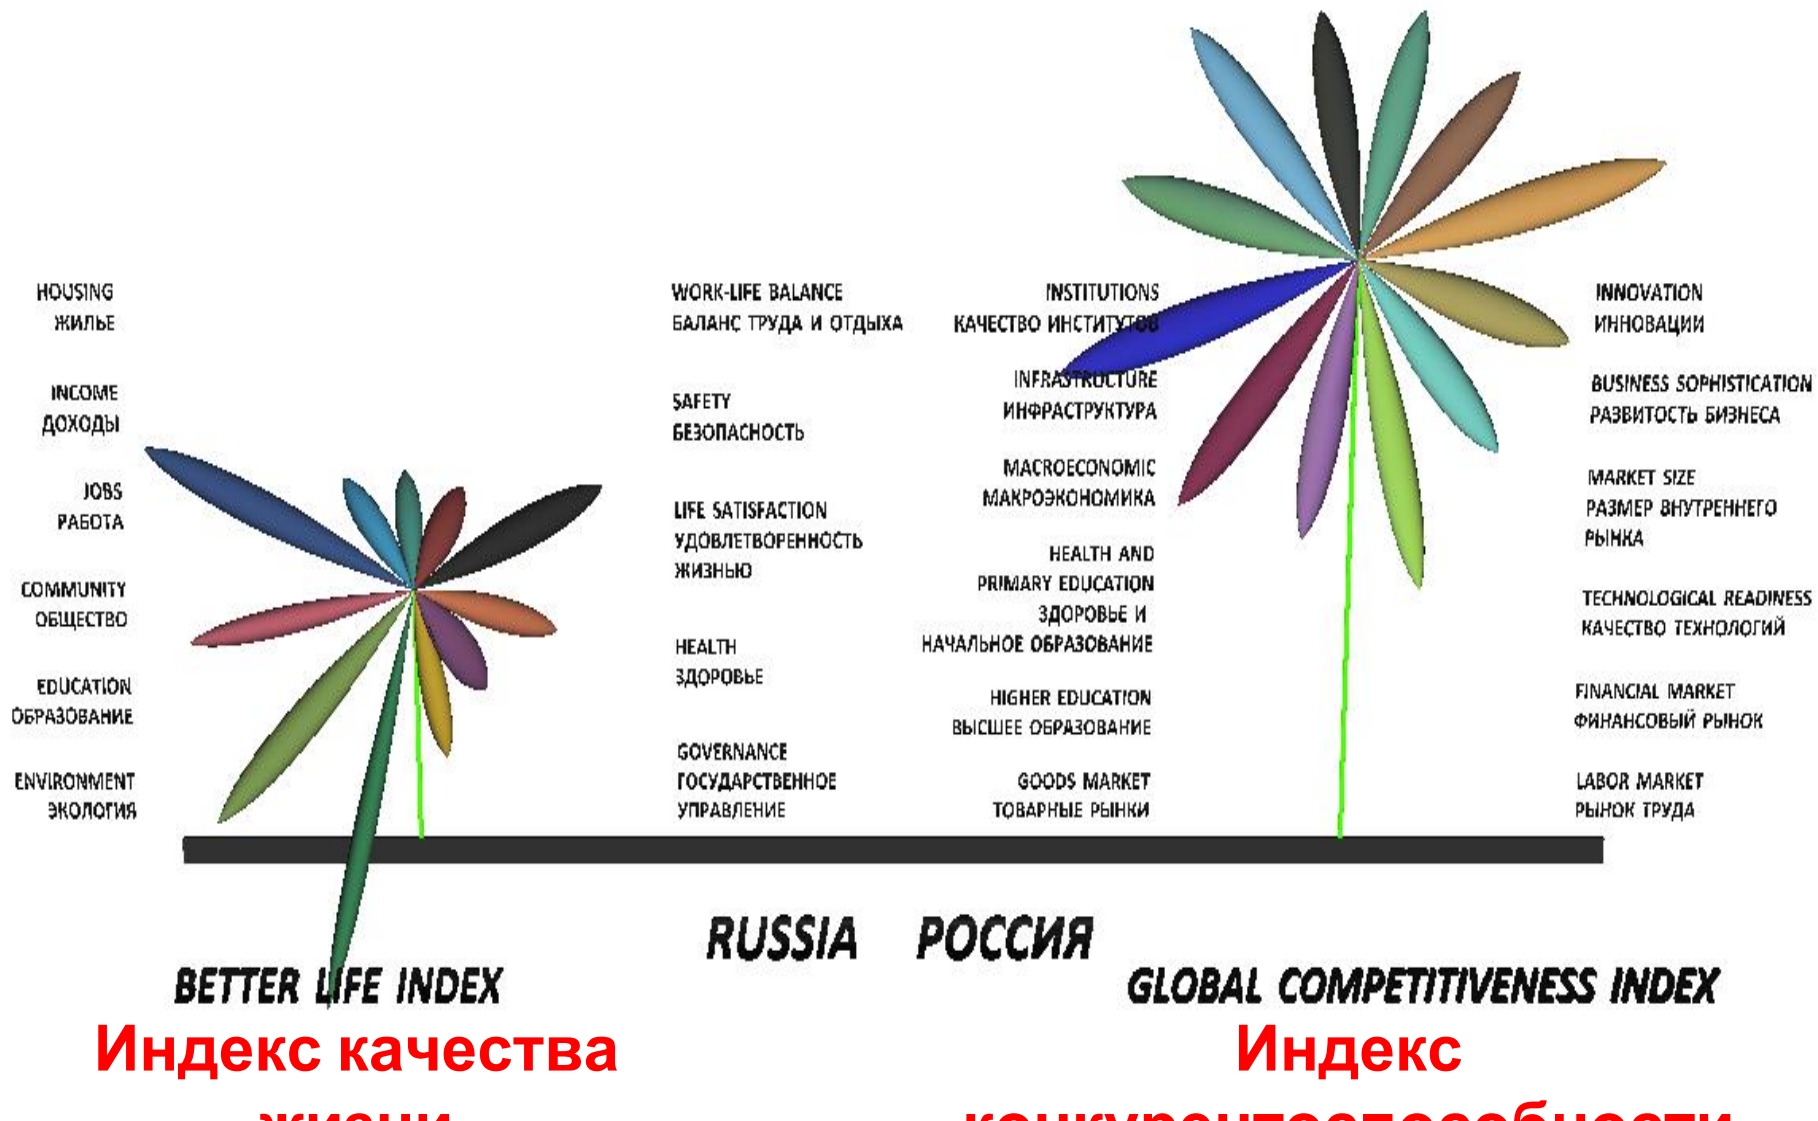 HOUSING
ЖИЛЬЕ
INCOME
ДОХОДЫ
JOBS
РАБОТА
COMMUNITY
ОБЩЕСТВО
EDUCATION
ОБРАЗОВАНИЕ
ENVIRONMENT
ЭКОЛОГИЯ
WORK-LIFE BALANCE
БАЛАНС ТРУДА И ОТДЫХА
SAFETY
БЕЗОПАСНОСТЬ
LIFE SATISFACTION
УДОВЛЕТВОРЕННОСТЬ
ЖИЗНЬЮ
HEALTH
ЗДОРОВЬЕ
GOVERNANCE
ГОСУДАРСТВЕННОЕ
УПРАВЛЕНИЕ
INSTITUTIONS
КАЧЕСТВО ИНСТИТУТОВ
INFRASTRUCTURE
ИНФРАСТРУКТУРА
MACROECONOMIC
МАКРОЭКОНОМИКА
HEALTH AND
PRIMARY EDUCATION
ЗДОРОВЬЕ И
НАЧАЛЬНОЕ ОБРАЗОВАНИЕ
HIGHER EDUCATION
ВЫСШЕЕ ОБРАЗОВАНИЕ
GOODS MARKET
ТОВАРНЫЕ РЫНКИ
INNOVATION
ИННОВАЦИИ
BUSINESS SOPHISTICATION
РАЗВИТОСТЬ БИЗНЕСА
MARKET SIZE
РАЗМЕР ВНУТРЕННЕГО
РЫНКА
TECHNOLOGICAL READINESS
КАЧЕСТВО ТЕХНОЛОГИЙ
FINANCIAL MARKET
ФИНАНСОВЫЙ РЫНОК
LABOR MARKET
РЫНОК ТРУДА
RUSSIA РОССИЯ
BETTER LIFE INDEX
GLOBAL COMPETITIVENESS INDEX
Индекс качества
жизни
Индекс
конкурентоспособности